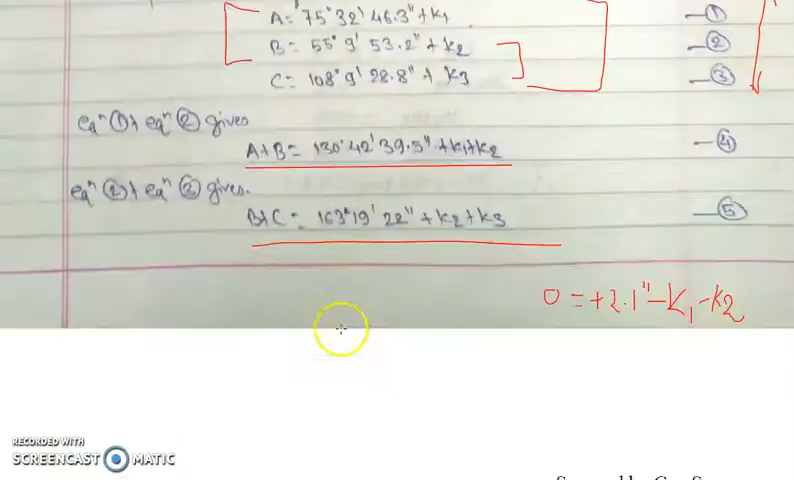 A= 75° 32' 46.3" + K1 —①
B= 55° 9' 53.2" + K2 —②
C= 108° 9' 28.8" + K3 —③
eqⁿ ① + eqⁿ ② gives
A+B= 130° 42' 39.5" + K1+K2 —④
eqⁿ ② + eqⁿ ③ gives.
B+C= 163° 19' 22" + K2+K3 —⑤
0 = +2.1" - K1 - K2
RECORDED WITH
SCREENCAST MATIC